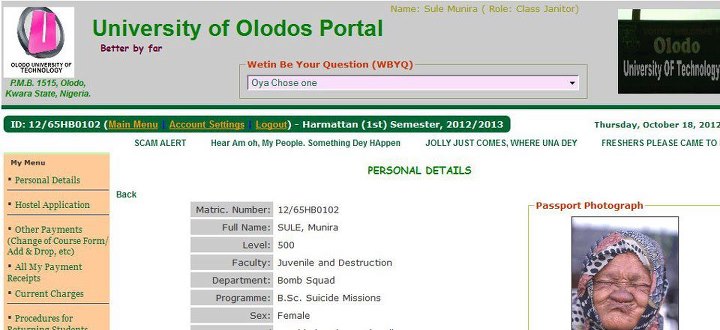 Name: Sule Munira ( Role: Class Janitor)
University of Olodos Portal
Better by far
OLODO UNIVERSITY OF
TECHNOLOGY
P.M.B. 1515, Olodo,
Kwara State, Nigeria.
Wetin Be Your Question (WBYQ)
Oya Chose one
Olodo
University OF Technology
ID: 12/65HB0102 (Main Menu | Account Settings | Logout) - Harmattan (1st) Semester, 2012/2013
Thursday, October 18, 2012
SCAM ALERT
Hear Am oh, My People. Something Dey HAppen
JOLLY JUST COMES, WHERE UNA DEY
FRESHERS PLEASE CAME TO
PERSONAL DETAILS
My Menu
Personal Details
Hostel Application
Other Payments
(Change of Course Form/
Add & Drop, etc)
All My Payment
Receipts
Current Charges
Procedures for
Returning Students
Back
Matric. Number: 12/65HB0102
Full Name: SULE, Munira
Level: 500
Faculty: Juvenile and Destruction
Department: Bomb Squad
Programme: B.Sc. Suicide Missions
Sex: Female
Passport Photograph